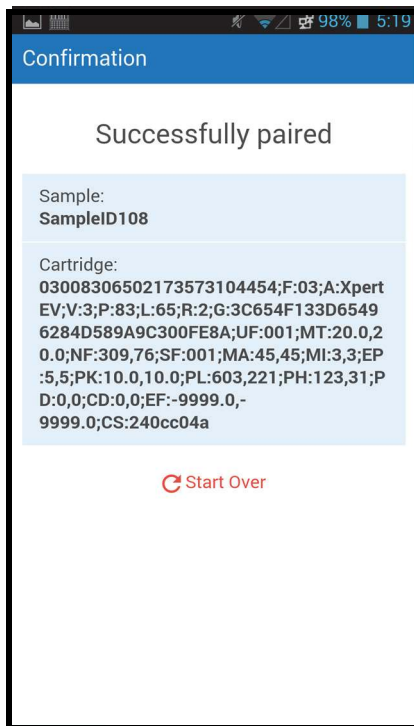 98% 5:19
Confirmation
Successfully paired
Sample:
SampleID108
Cartridge:
03008306502173573104454;F:03;A:Xpert
EV;V:3;P:83;L:65;R:2;G:3C654F133D6549
6284D589A9C300FE8A;UF:001;MT:20.0,2
0.0;NF:309,76;SF:001;MA:45,45;MI:3,3;EP
:5,5;PK:10.0,10.0;PL:603,221;PH:123,31;P
D:0,0;CD:0,0;EF:-9999.0,-
9999.0;CS:240cc04a
Start Over